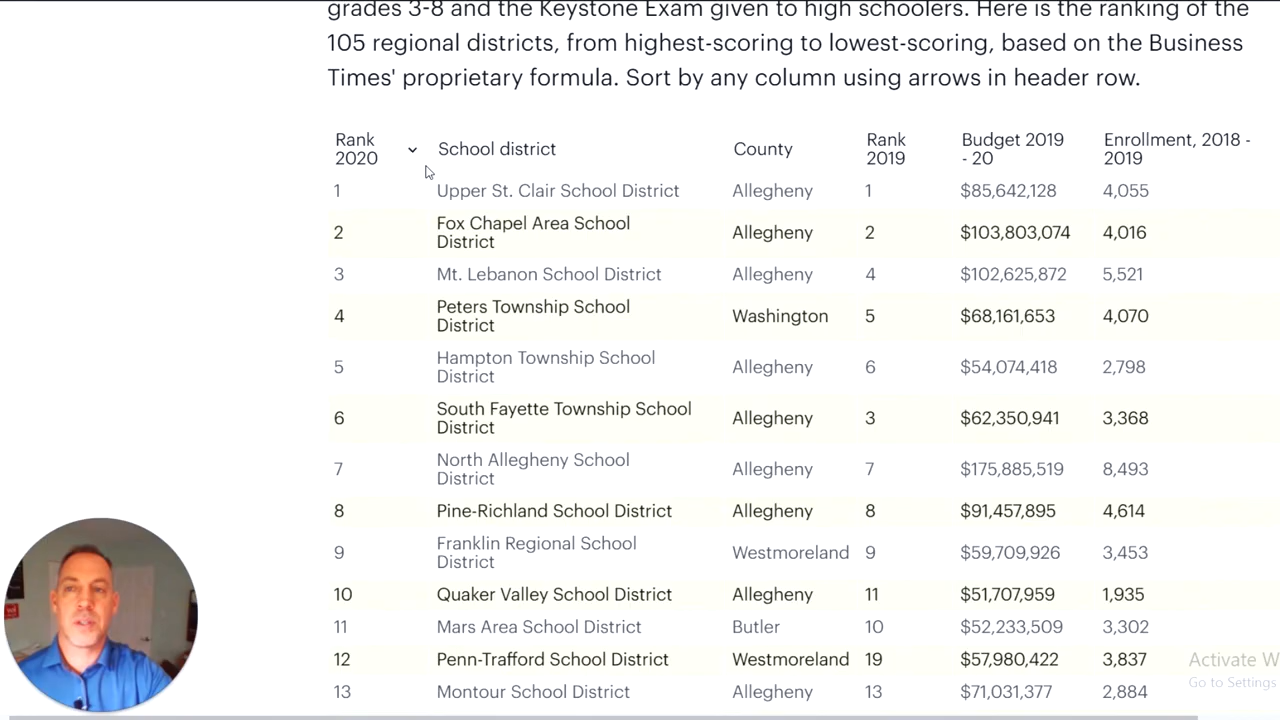 grades 3-8 and the Keystone Exam given to high schoolers. Here is the ranking of the
105 regional districts, from highest-scoring to lowest-scoring, based on the Business
Times' proprietary formula. Sort by any column using arrows in header row.
Rank 2020 School district County Rank 2019 Budget 2019 - 20 Enrollment, 2018 - 2019
1 Upper St. Clair School District Allegheny 1 $85,642,128 4,055
2 Fox Chapel Area School District Allegheny 2 $103,803,074 4,016
3 Mt. Lebanon School District Allegheny 4 $102,625,872 5,521
4 Peters Township School District Washington 5 $68,161,653 4,070
5 Hampton Township School District Allegheny 6 $54,074,418 2,798
6 South Fayette Township School District Allegheny 3 $62,350,941 3,368
7 North Allegheny School District Allegheny 7 $175,885,519 8,493
8 Pine-Richland School District Allegheny 8 $91,457,895 4,614
9 Franklin Regional School District Westmoreland 9 $59,709,926 3,453
10 Quaker Valley School District Allegheny 11 $51,707,959 1,935
11 Mars Area School District Butler 10 $52,233,509 3,302
12 Penn-Trafford School District Westmoreland 19 $57,980,422 3,837
13 Montour School District Allegheny 13 $71,031,377 2,884
Activate W
Go to Settings